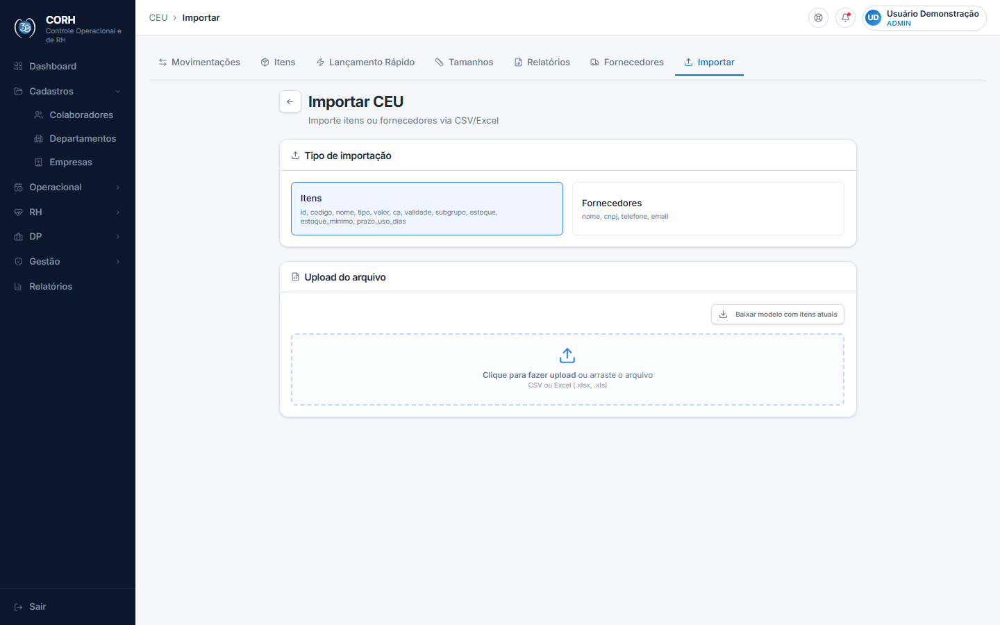 CORH
Controle Operacional e
de RH
Dashboard
Cadastros
Colaboradores
Departamentos
Empresas
Operacional
RH
DP
Gestão
Relatórios
Sair
CEU > Importar
UD
Usuário Demonstração
ADMIN
Movimentações
Itens
Lançamento Rápido
Tamanhos
Relatórios
Fornecedores
Importar
Importar CEU
Importe itens ou fornecedores via CSV/Excel
Tipo de importação
Itens
id, codigo, nome, tipo, valor, ca, validade, subgrupo, estoque,
estoque_minimo, prazo_uso_dias
Fornecedores
nome, cnpj, telefone, email
Upload do arquivo
Baixar modelo com itens atuais
Clique para fazer upload ou arraste o arquivo
CSV ou Excel (.xlsx, .xls)